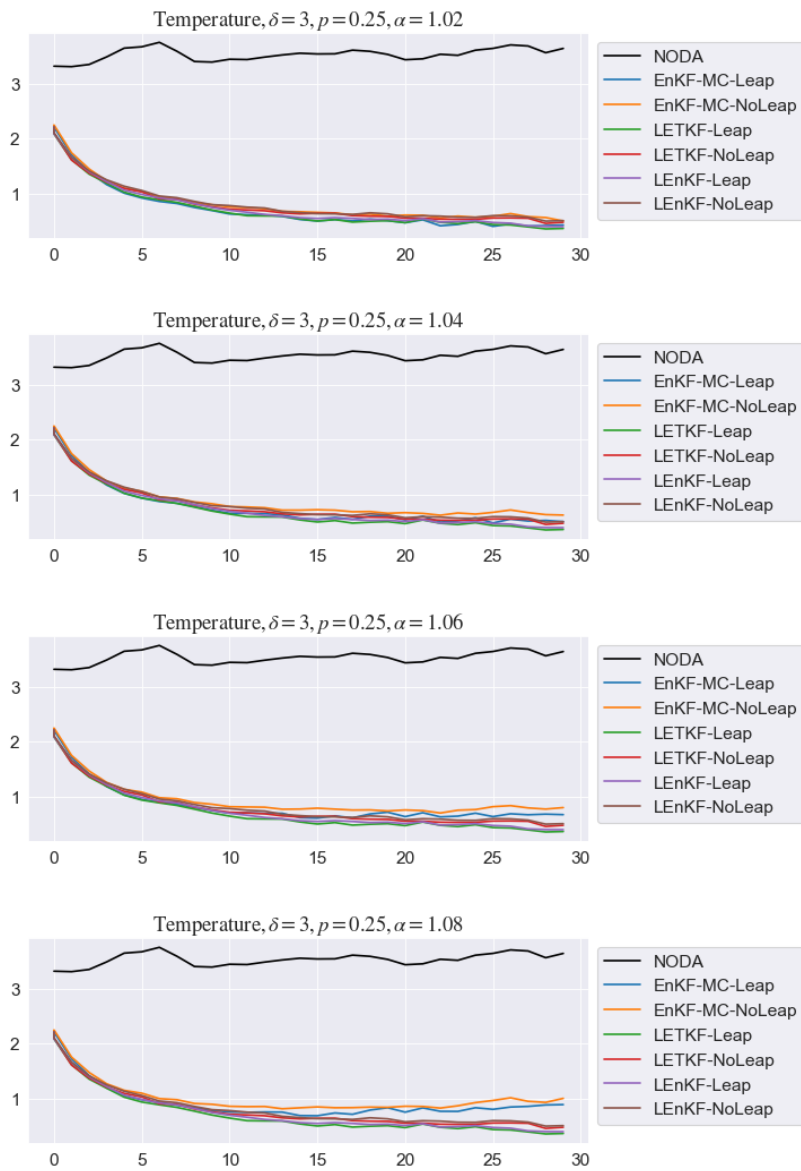 Temperature, δ = 3, p = 0.25, α = 1.02
3
2
1
0 5 10 15 20 25 30
NODA
EnKF-MC-Leap
EnKF-MC-NoLeap
LETKF-Leap
LETKF-NoLeap
LEnKF-Leap
LEnKF-NoLeap
Temperature, δ = 3, p = 0.25, α = 1.04
3
2
1
0 5 10 15 20 25 30
NODA
EnKF-MC-Leap
EnKF-MC-NoLeap
LETKF-Leap
LETKF-NoLeap
LEnKF-Leap
LEnKF-NoLeap
Temperature, δ = 3, p = 0.25, α = 1.06
3
2
1
0 5 10 15 20 25 30
NODA
EnKF-MC-Leap
EnKF-MC-NoLeap
LETKF-Leap
LETKF-NoLeap
LEnKF-Leap
LEnKF-NoLeap
Temperature, δ = 3, p = 0.25, α = 1.08
3
2
1
0 5 10 15 20 25 30
NODA
EnKF-MC-Leap
EnKF-MC-NoLeap
LETKF-Leap
LETKF-NoLeap
LEnKF-Leap
LEnKF-NoLeap